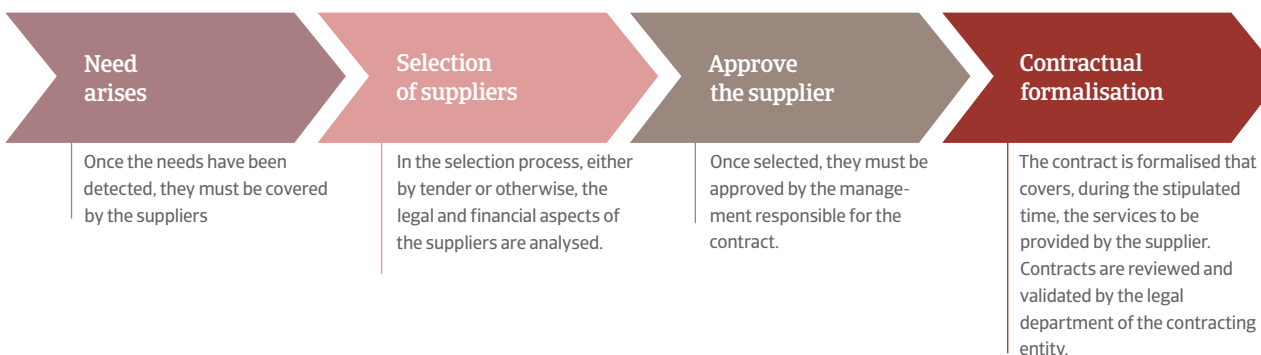 Need
arises
Once the needs have been
detected, they must be covered
by the suppliers
Selection
of suppliers
In the selection process, either
by tender or otherwise, the
legal and financial aspects of
the suppliers are analysed.
Approve
the supplier
Once selected, they must be
approved by the manage-
ment responsible for the
contract.
Contractual
formalisation
The contract is formalised that
covers, during the stipulated
time, the services to be
provided by the supplier.
Contracts are reviewed and
validated by the legal
department of the contracting
entity.